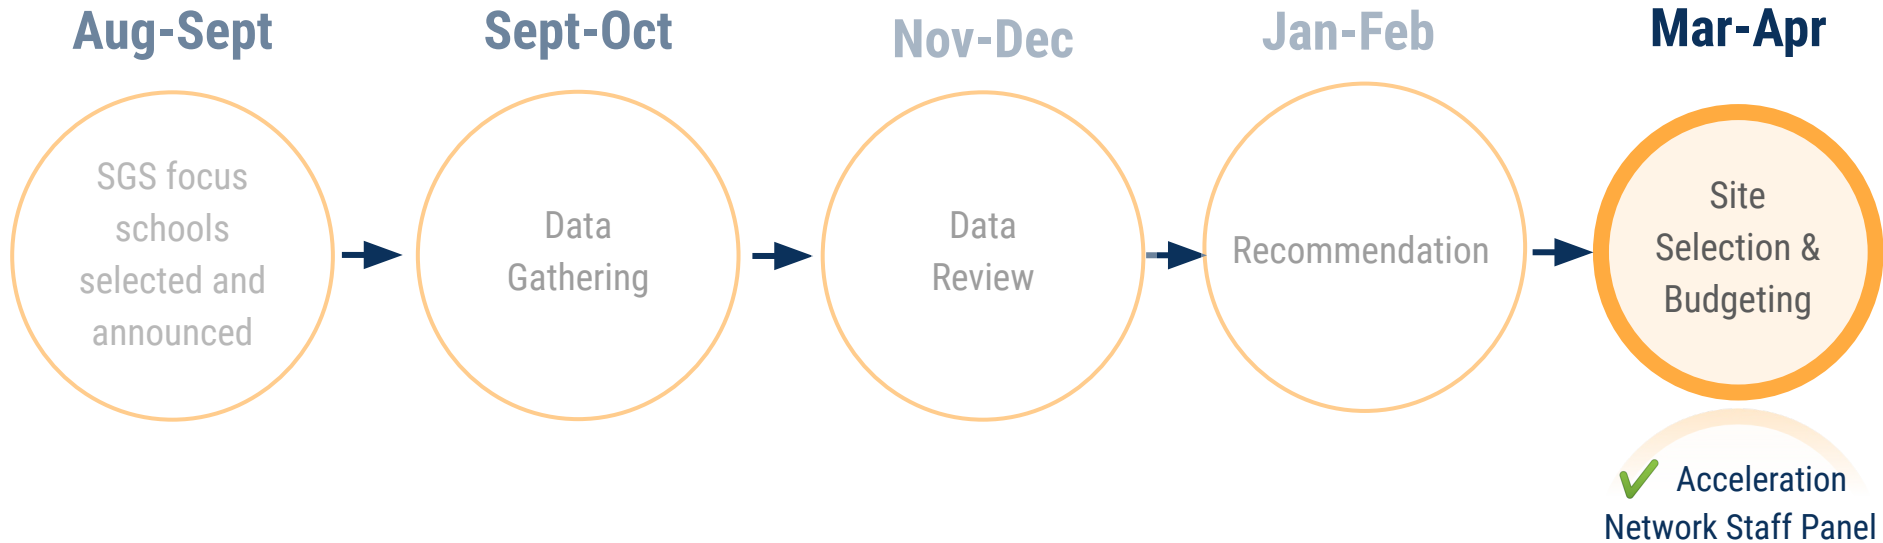 Aug-Sept
Sept-Oct
Nov-Dec
Jan-Feb
Mar-Apr
SGS focus
schools
selected and
announced
Data
Gathering
Data
Review
Recommendation
Site
Selection &
Budgeting
Acceleration
Network Staff Panel